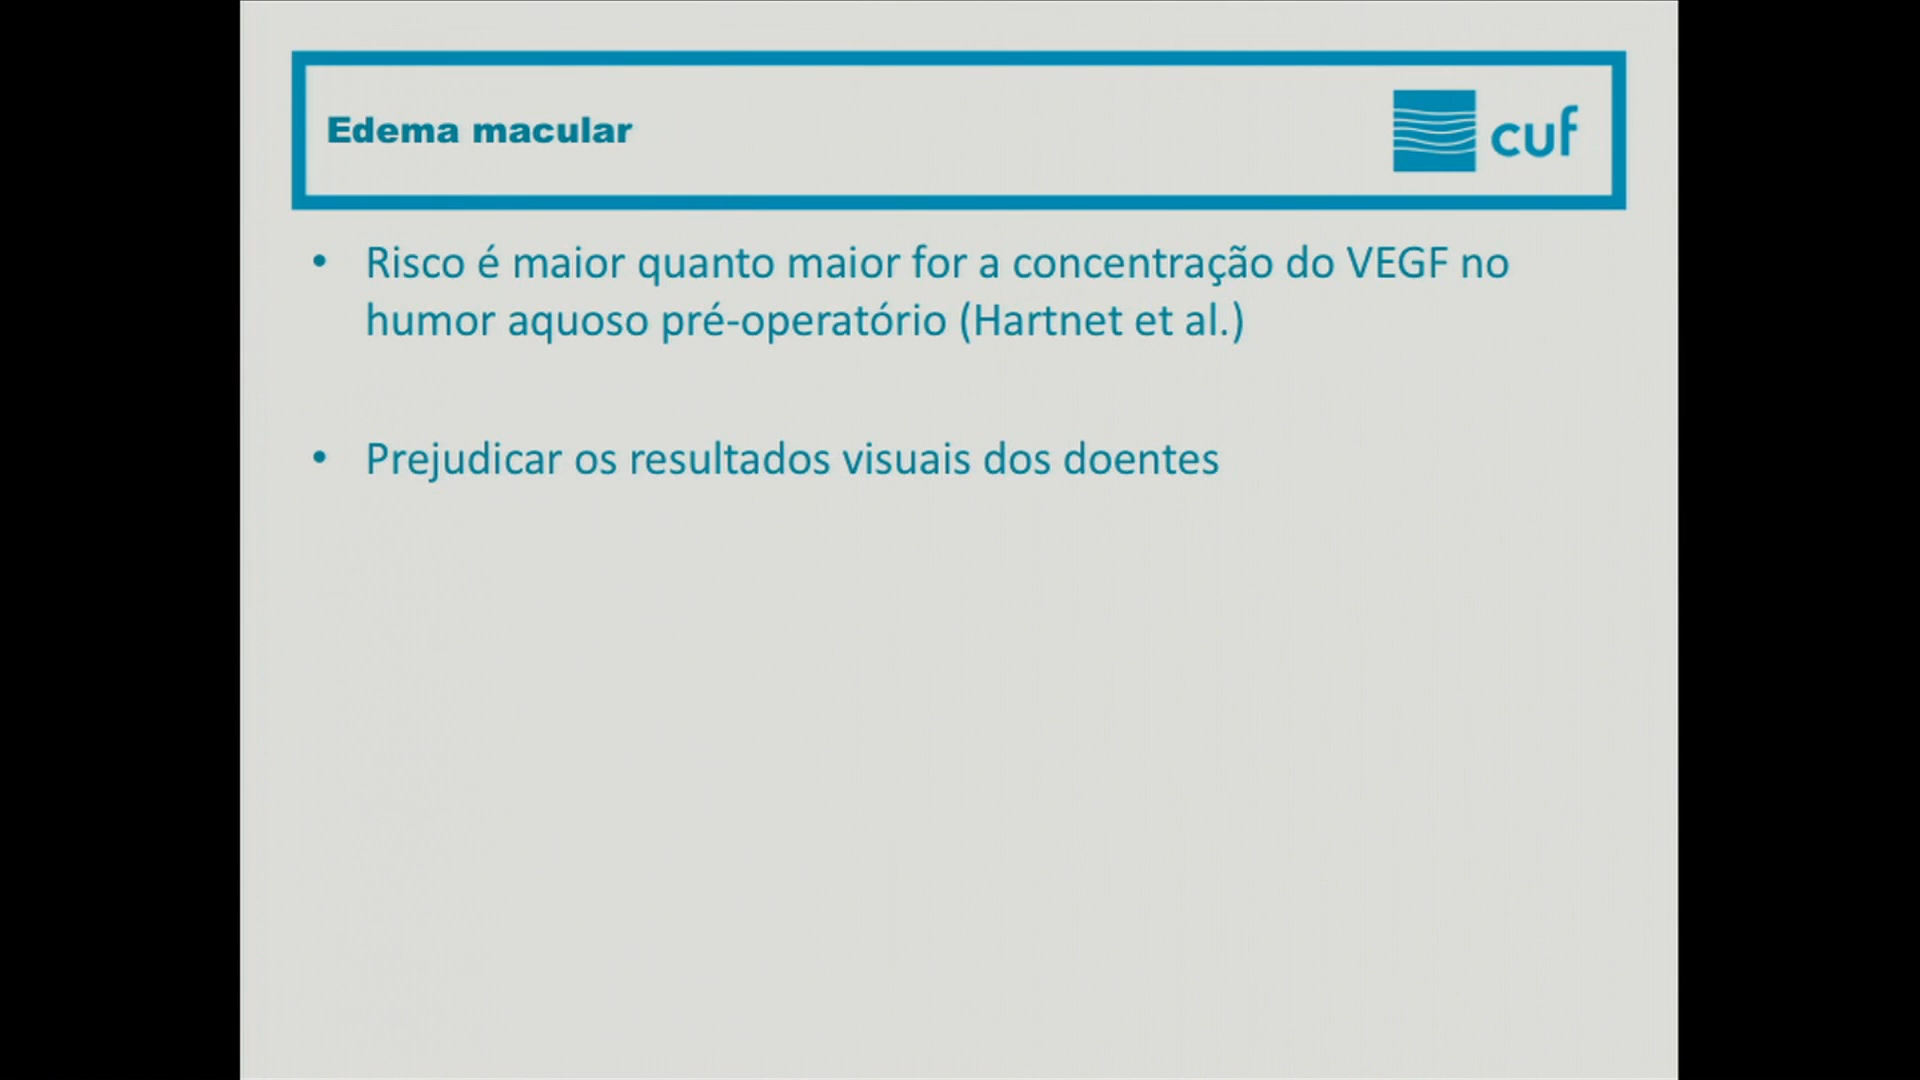 Edema macular
cuf
• Risco é maior quanto maior for a concentração do VEGF no
humor aquoso pré-operatório (Hartnet et al.)
• Prejudicar os resultados visuais dos doentes